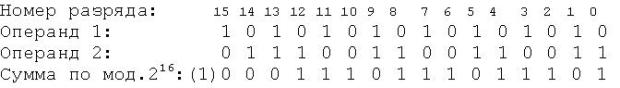 Номер разряда: 15 14 13 12 11 10 9 8 7 6 5 4 3 2 1 0
Операнд 1: 1 0 1 0 1 0 1 0 1 0 1 0 1 0 1 0
Операнд 2: 0 1 1 1 0 0 1 1 0 0 1 1 0 0 1 1
Сумма по мод.2¹⁶: (1) 0 0 0 1 1 1 0 1 1 1 0 1 1 1 0 1